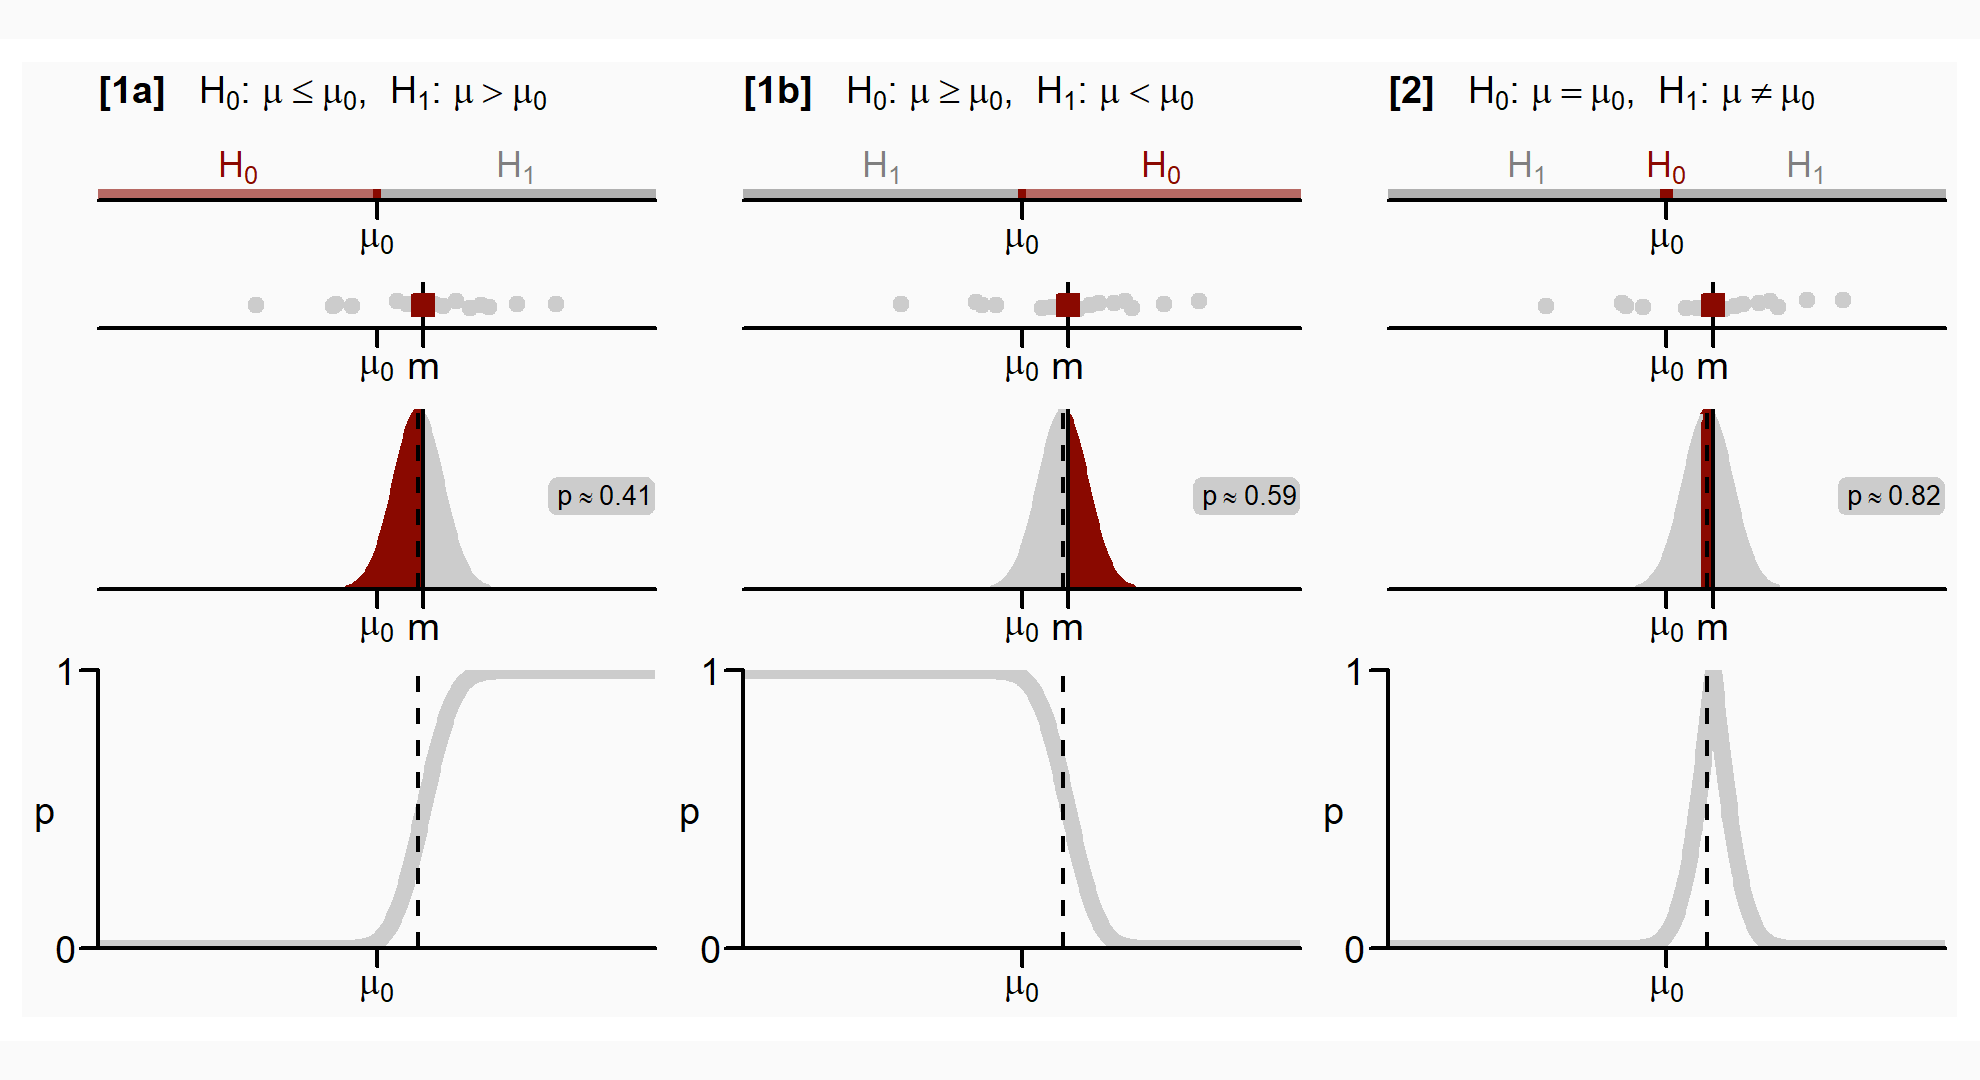 [1a] H₀: μ ≤ μ₀, H₁: μ > μ₀
H₀ H₁
μ₀
μ₀ m
p ≈ 0.41
μ₀ m
1
p
0
μ₀
[1b] H₀: μ ≥ μ₀, H₁: μ < μ₀
H₁ H₀
μ₀
μ₀ m
p ≈ 0.59
μ₀ m
1
p
0
μ₀
[2] H₀: μ = μ₀, H₁: μ ≠ μ₀
H₁ H₀ H₁
μ₀
μ₀ m
p ≈ 0.82
μ₀ m
1
p
0
μ₀